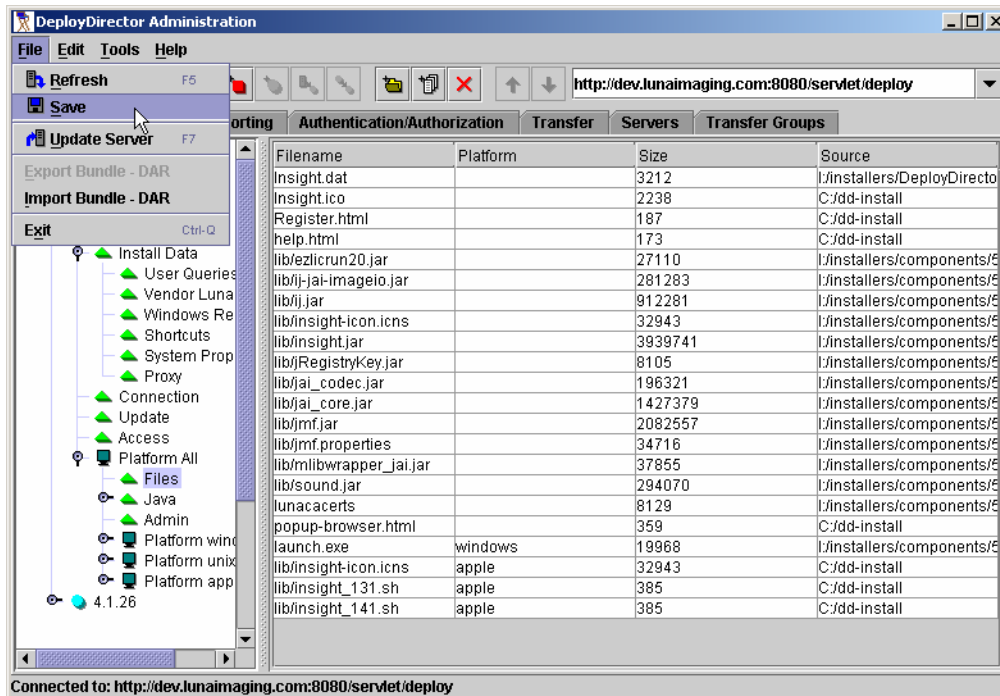 DeployDirector Administration
File Edit Tools Help
Refresh F5
Save
Update Server F7
Export Bundle - DAR
Import Bundle - DAR
Exit Ctrl-Q
http://dev.lunaimaging.com:8080/servlet/deploy
orting Authentication/Authorization Transfer Servers Transfer Groups
Install Data
User Queries
Vendor Luna
Windows Re
Shortcuts
System Prop
Proxy
Connection
Update
Access
Platform All
Files
Java
Admin
Platform wind
Platform unix
Platform app
4.1.26
Filename Platform Size Source
Insight.dat 3212 I:/installers/DeployDirecto
Insight.ico 2238 C:/dd-install
Register.html 187 C:/dd-install
help.html 173 C:/dd-install
lib/ezlicrun20.jar 27110 I:/installers/components/5
lib/ij-jai-imageio.jar 281283 I:/installers/components/5
lib/ij.jar 912281 I:/installers/components/5
lib/insight-icon.icns 32943 I:/installers/components/5
lib/insight.jar 3939741 I:/installers/components/5
lib/jRegistryKey.jar 8105 I:/installers/components/5
lib/jai_codec.jar 196321 I:/installers/components/5
lib/jai_core.jar 1427379 I:/installers/components/5
lib/jmf.jar 2082557 I:/installers/components/5
lib/jmf.properties 34716 I:/installers/components/5
lib/mlibwrapper_jai.jar 37855 I:/installers/components/5
lib/sound.jar 294070 I:/installers/components/5
lunacacerts 8129 I:/installers/components/5
popup-browser.html 359 C:/dd-install
launch.exe windows 19968 I:/installers/components/5
lib/insight-icon.icns apple 32943 C:/dd-install
lib/insight_131.sh apple 385 C:/dd-install
lib/insight_141.sh apple 385 C:/dd-install
Connected to: http://dev.lunaimaging.com:8080/servlet/deploy